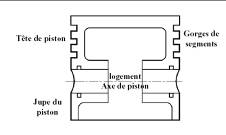 Tête de piston
Gorges de
segments
logement
Axe de piston
Jupe du
piston